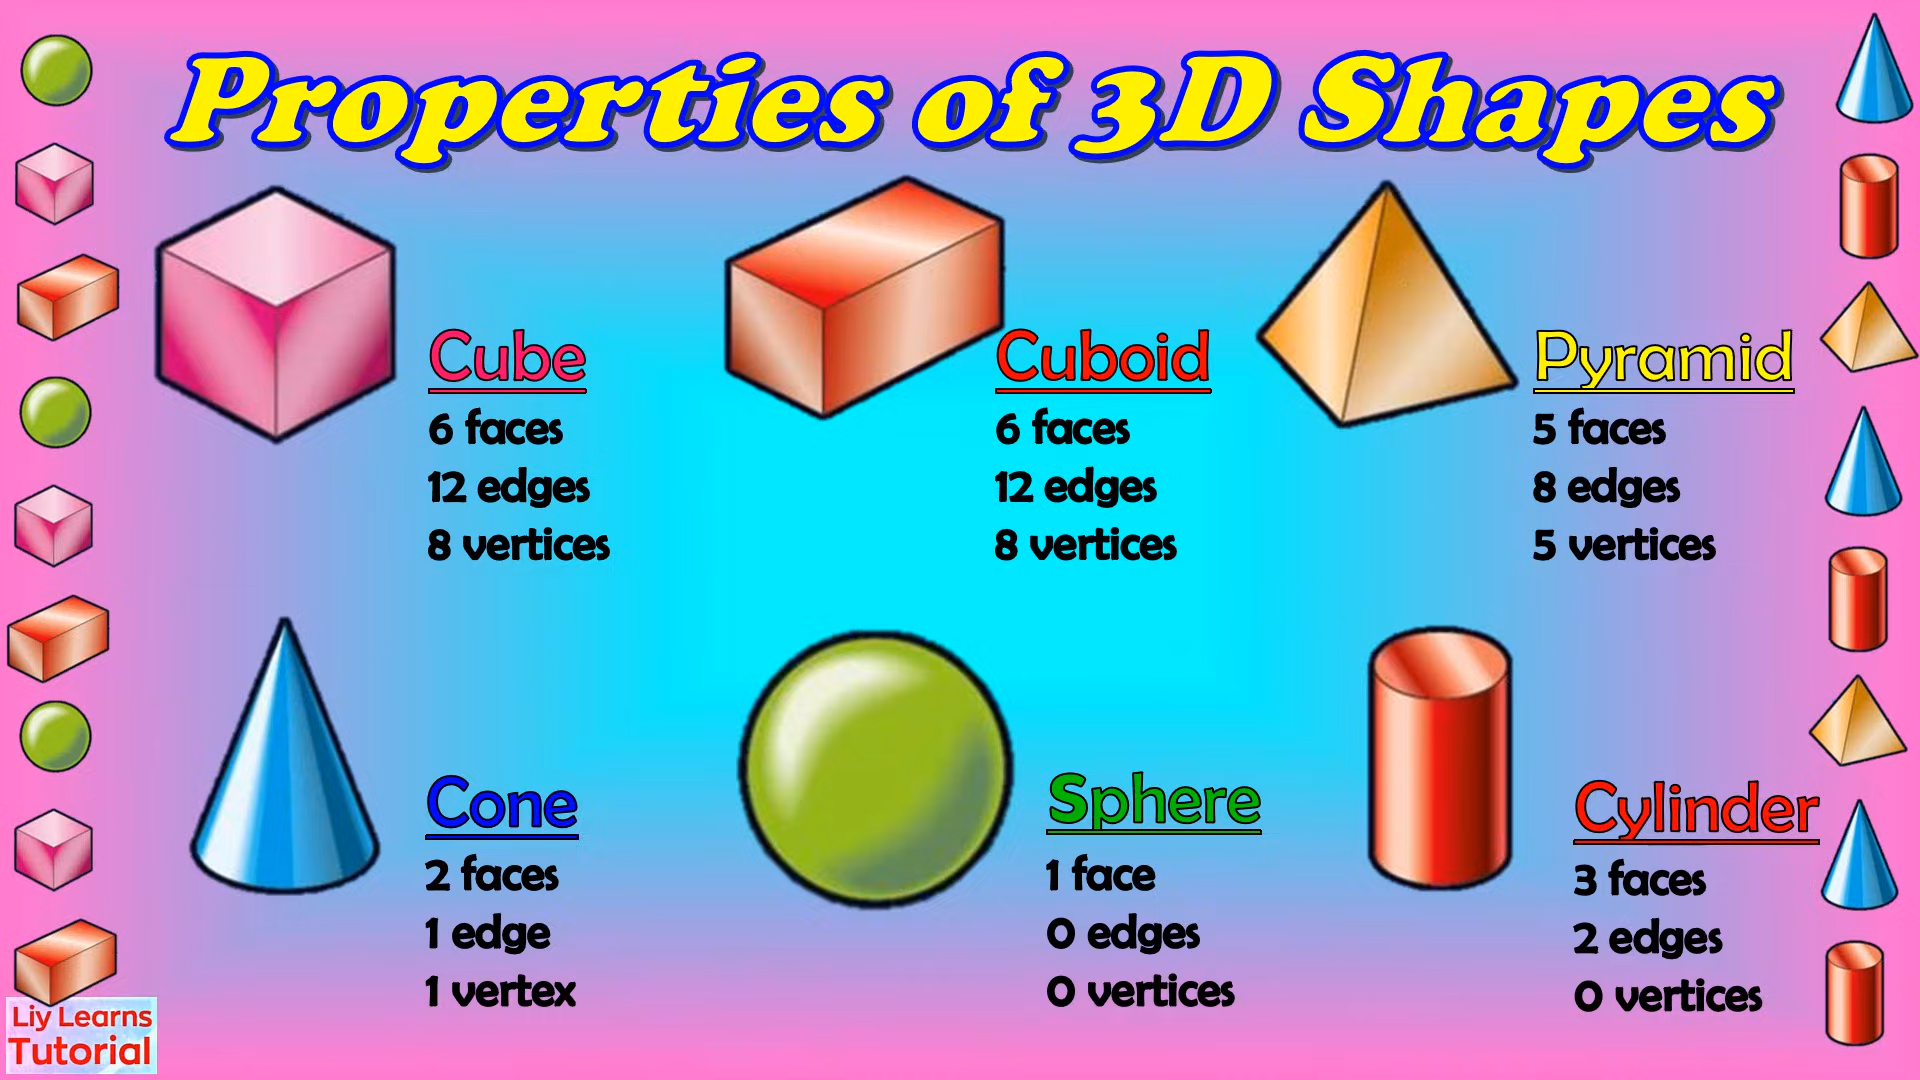 Properties of 3D Shapes
Cube
6 faces
12 edges
8 vertices
Cuboid
6 faces
12 edges
8 vertices
Pyramid
5 faces
8 edges
5 vertices
Cone
2 faces
1 edge
1 vertex
Sphere
1 face
0 edges
0 vertices
Cylinder
3 faces
2 edges
0 vertices
Liy Learns
Tutorial